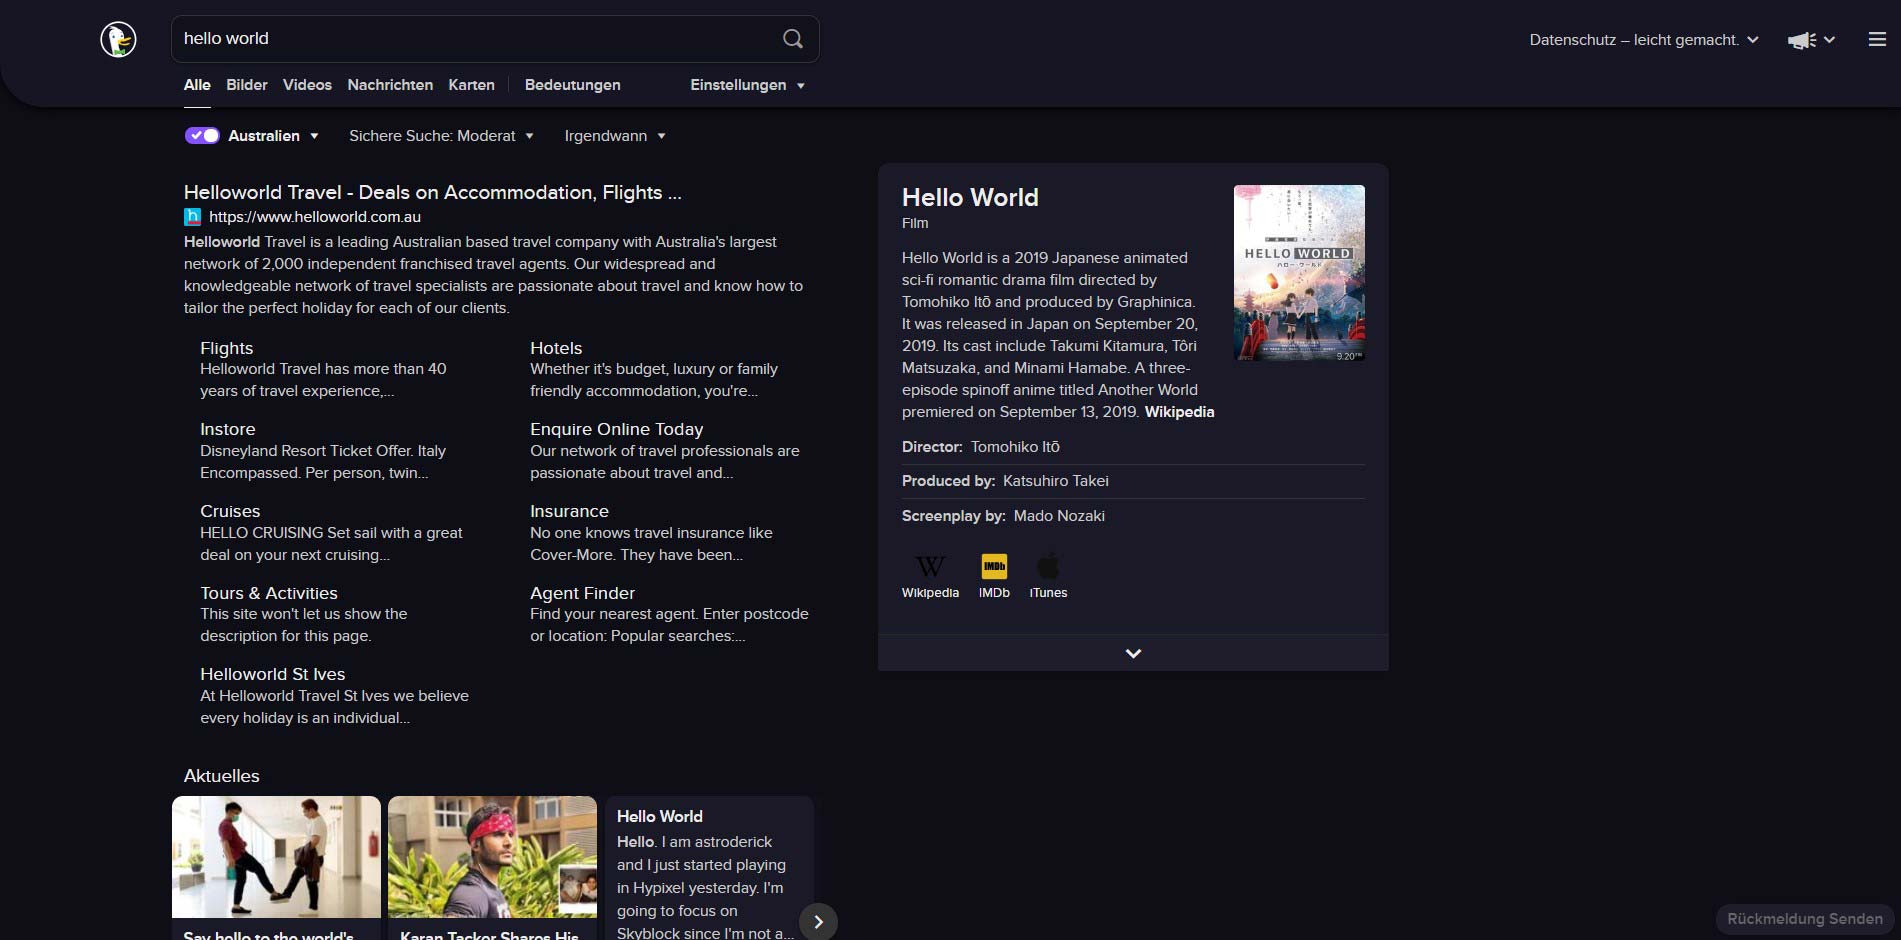 hello world
Datenschutz – leicht gemacht.
Alle Bilder Videos Nachrichten Karten Bedeutungen Einstellungen
Australien Sichere Suche: Moderat Irgendwann
Helloworld Travel - Deals on Accommodation, Flights ...
h https://www.helloworld.com.au
Helloworld Travel is a leading Australian based travel company with Australia's largest
network of 2,000 independent franchised travel agents. Our widespread and
knowledgeable network of travel specialists are passionate about travel and know how to
tailor the perfect holiday for each of our clients.
Flights
Helloworld Travel has more than 40
years of travel experience,...
Hotels
Whether it's budget, luxury or family
friendly accommodation, you're...
Instore
Disneyland Resort Ticket Offer. Italy
Encompassed. Per person, twin...
Enquire Online Today
Our network of travel professionals are
passionate about travel and...
Cruises
HELLO CRUISING Set sail with a great
deal on your next cruising...
Insurance
No one knows travel insurance like
Cover-More. They have been...
Tours & Activities
This site won't let us show the
description for this page.
Agent Finder
Find your nearest agent. Enter postcode
or location: Popular searches:...
Helloworld St Ives
At Helloworld Travel St Ives we believe
every holiday is an individual...
Aktuelles
Say hello to the world's
Karan Tacker Shares His
Hello World
Hello. I am astroderick
and I just started playing
in Hypixel yesterday. I'm
going to focus on
Skyblock since I'm not a...
Hello World
Film
Hello World is a 2019 Japanese animated
sci-fi romantic drama film directed by
Tomohiko Itō and produced by Graphinica.
It was released in Japan on September 20,
2019. Its cast include Takumi Kitamura, Tôri
Matsuzaka, and Minami Hamabe. A three-
episode spinoff anime titled Another World
premiered on September 13, 2019. Wikipedia
HELLO WORLD
ハロー・ワールド
9.20
Director: Tomohiko Itō
Produced by: Katsuhiro Takei
Screenplay by: Mado Nozaki
W IMDb
Wikipedia IMDb iTunes
Rückmeldung Senden